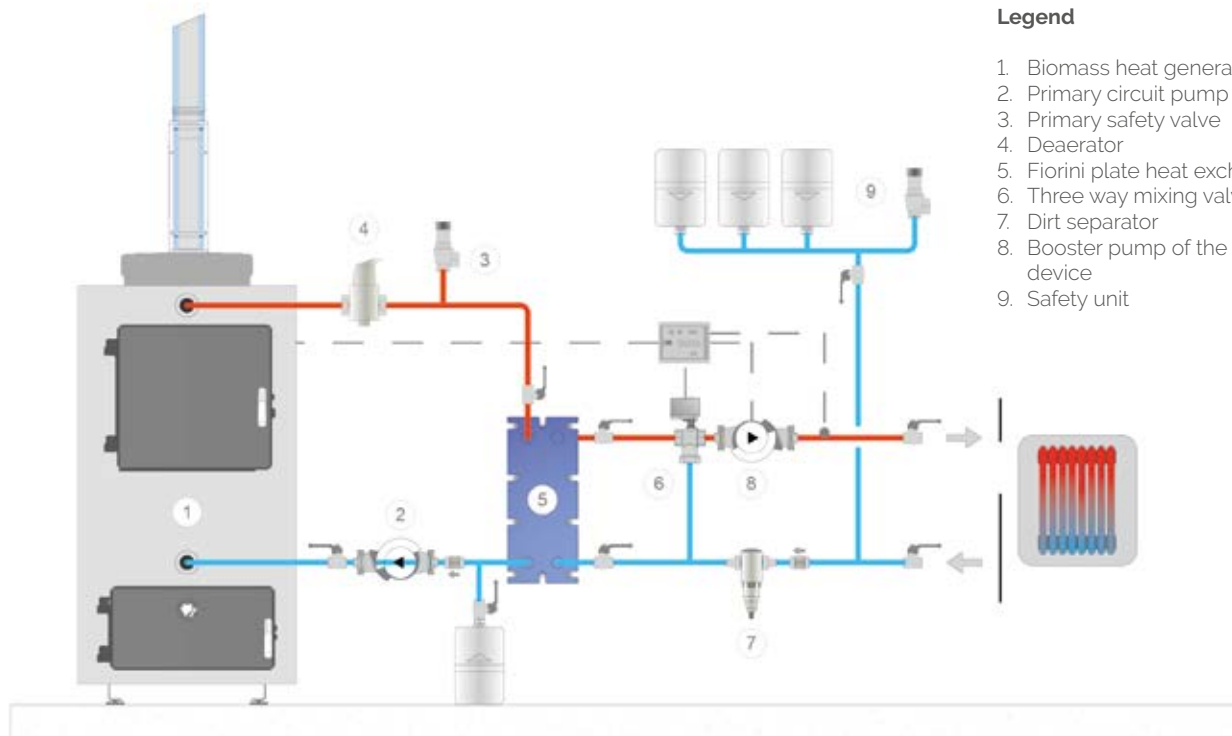 Legend
1. Biomass heat genera
2. Primary circuit pump
3. Primary safety valve
4. Deaerator
5. Fiorini plate heat exch
6. Three way mixing valv
7. Dirt separator
8. Booster pump of the
device
9. Safety unit
9
4
3
6
8
5
1
2
7